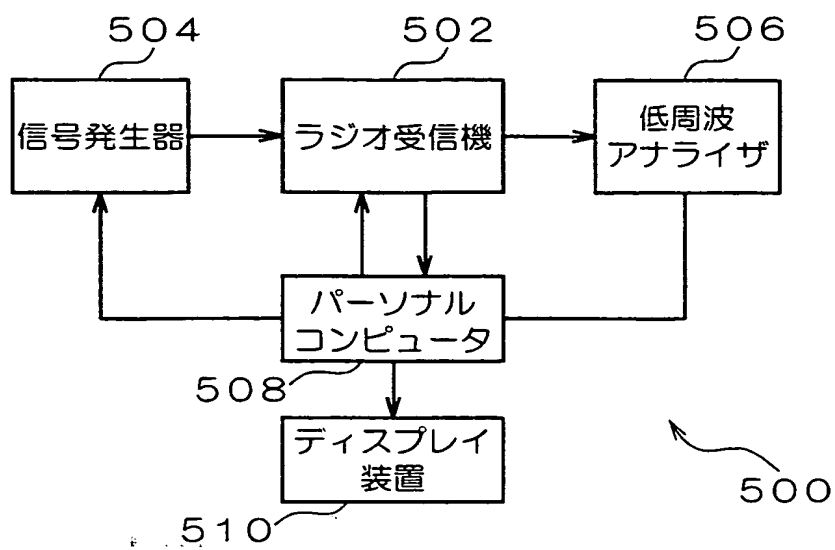 504
502
506
信号発生器
ラジオ受信機
低周波
アナライザ
パーソナル
コンピュータ
508
ディスプレイ
装置
510
500